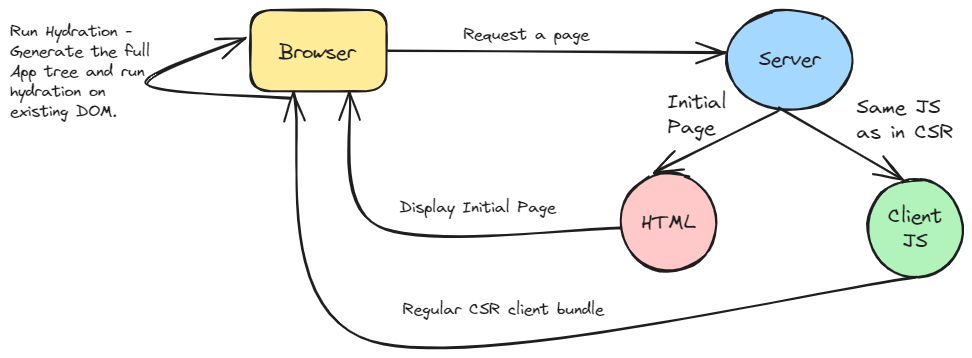 Run Hydration -
Generate the full
App tree and run
hydration on
existing DOM.
Browser
Request a page
Server
Initial
Page
Same JS
as in CSR
HTML
Client
JS
Display Initial Page
Regular CSR client bundle